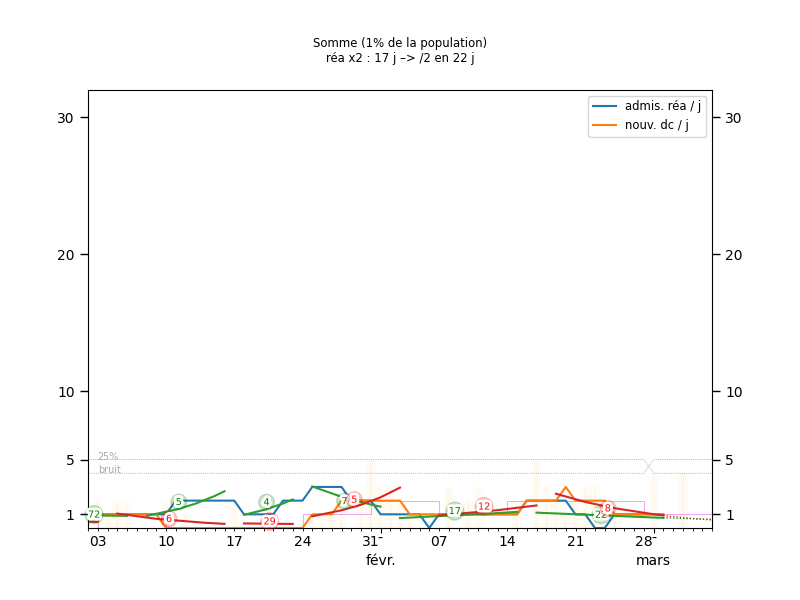 Somme (1% de la population)
réa x2 : 17 j –> /2 en 22 j
admis. réa / j
nouv. dc / j
30 30
20 20
10 10
5 5
1 1
25%
bruit
72 6 5 4 29 7 5 17 12 22 8
03 10 17 24 31 07 14 21 28
févr. mars